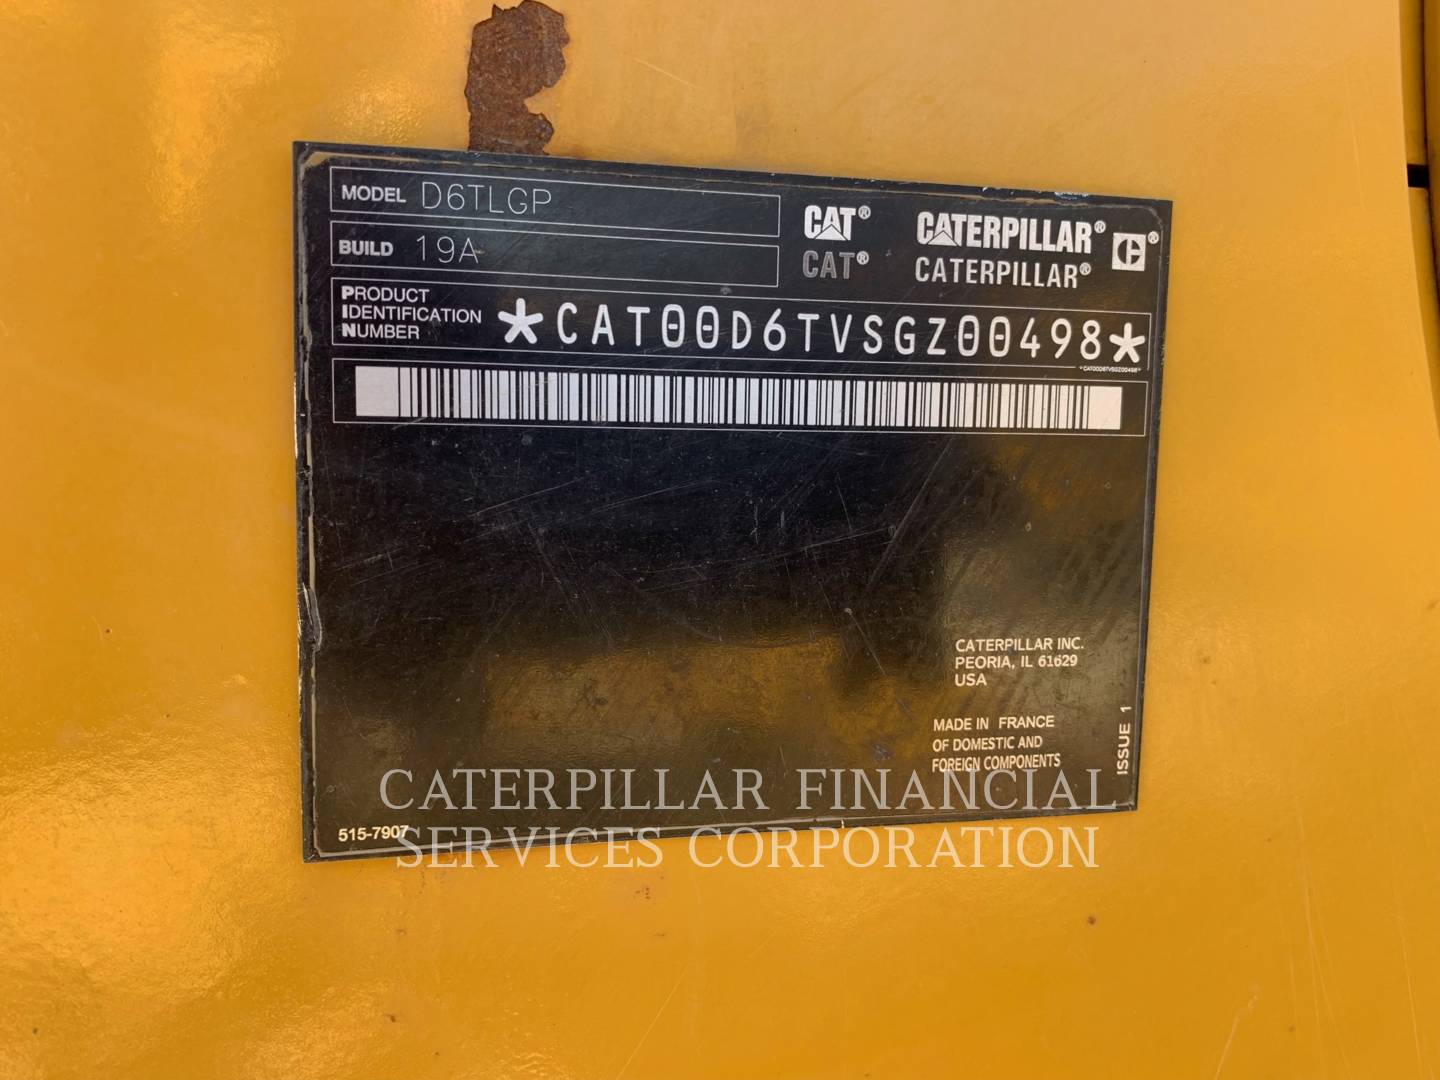 MODEL D6TLGP
BUILD 19A
CAT® CATERPILLAR®
CAT® CATERPILLAR®
PRODUCT
IDENTIFICATION
NUMBER
*CAT00D6TVSGZ00498*
*CAT00D6TVSGZ00498*
CATERPILLAR INC.
PEORIA, IL 61629
USA
MADE IN FRANCE
OF DOMESTIC AND
FOREIGN COMPONENTS
ISSUE 1
515-7907
CATERPILLAR FINANCIAL
SERVICES CORPORATION